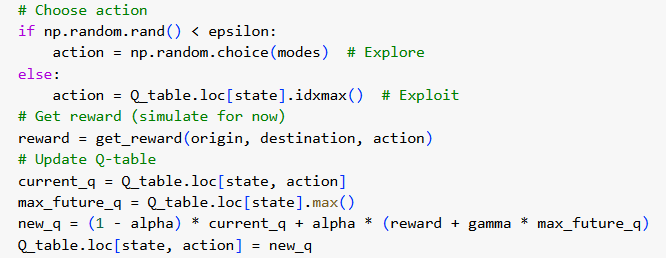 # Choose action
if np.random.rand() < epsilon:
    action = np.random.choice(modes)  # Explore
else:
    action = Q_table.loc[state].idxmax()  # Exploit
# Get reward (simulate for now)
reward = get_reward(origin, destination, action)
# Update Q-table
current_q = Q_table.loc[state, action]
max_future_q = Q_table.loc[state].max()
new_q = (1 - alpha) * current_q + alpha * (reward + gamma * max_future_q)
Q_table.loc[state, action] = new_q